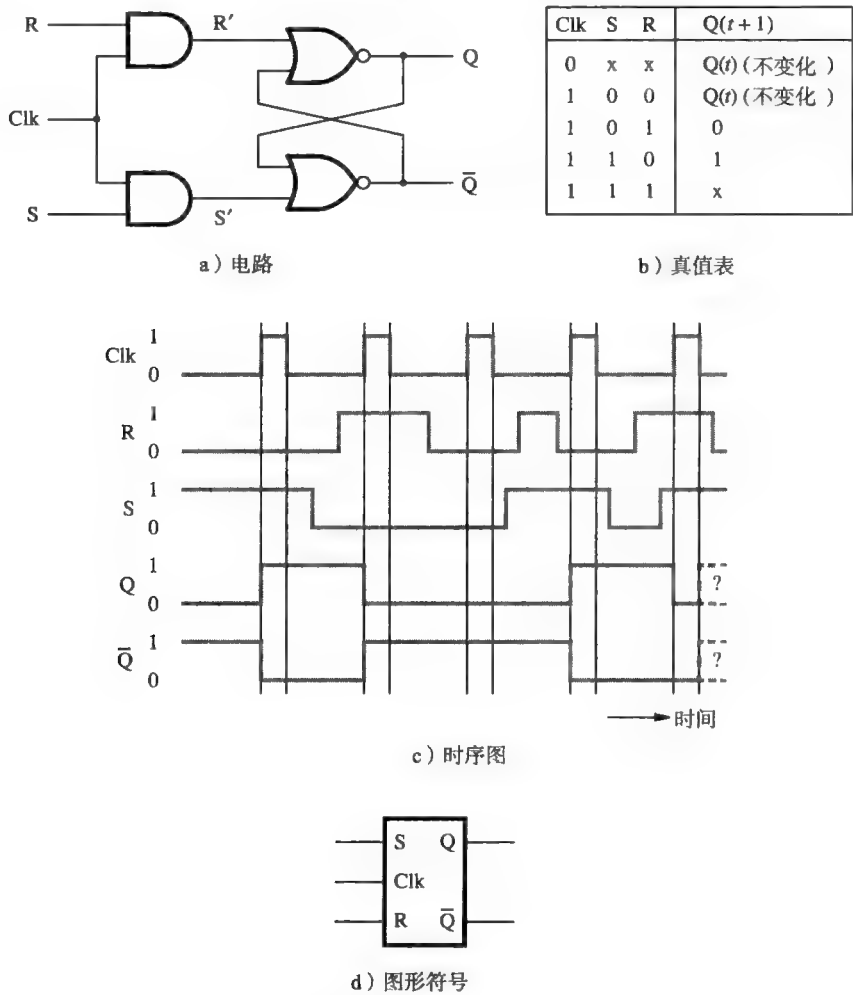 R
R′
Q
Clk
S
S′
Q̄
a）电路
Clk S R Q(t + 1)
0 x x Q(t)（不变化）
1 0 0 Q(t)（不变化）
1 0 1 0
1 1 0 1
1 1 1 x
b）真值表
Clk 1
0
R 1
0
S 1
0
Q 1
0
?
Q̄ 1
0
?
时间
c）时序图
S Q
Clk
R Q̄
d）图形符号